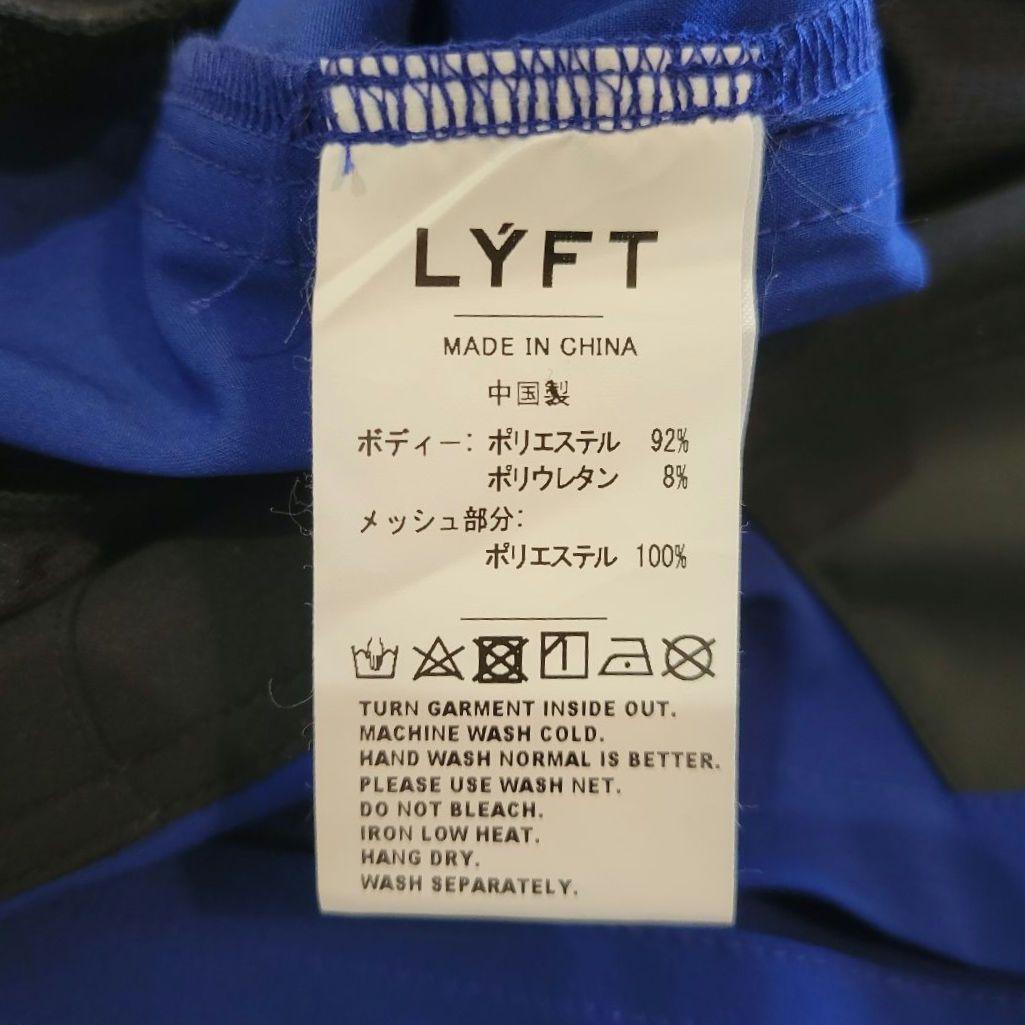 LÝFT
MADE IN CHINA
中国製
ボディー: ポリエステル 92%
ポリウレタン 8%
メッシュ部分:
ポリエステル 100%
TURN GARMENT INSIDE OUT.
MACHINE WASH COLD.
HAND WASH NORMAL IS BETTER.
PLEASE USE WASH NET.
DO NOT BLEACH.
IRON LOW HEAT.
HANG DRY.
WASH SEPARATELY.